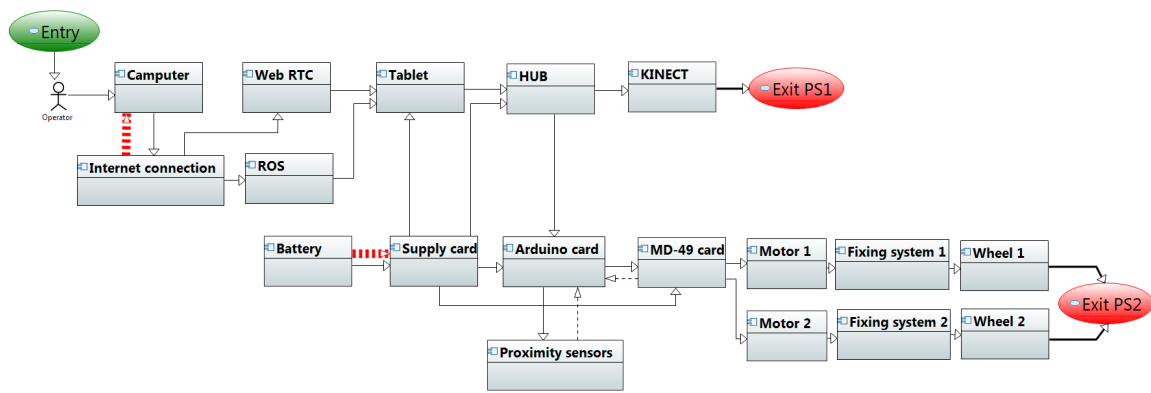 Entry
Camputer
Web RTC
Tablet
HUB
KINECT
Exit PS1
Operator
Internet connection
ROS
Battery
Supply card
Arduino card
MD-49 card
Motor 1
Fixing system 1
Wheel 1
Exit PS2
Motor 2
Fixing system 2
Wheel 2
Proximity sensors